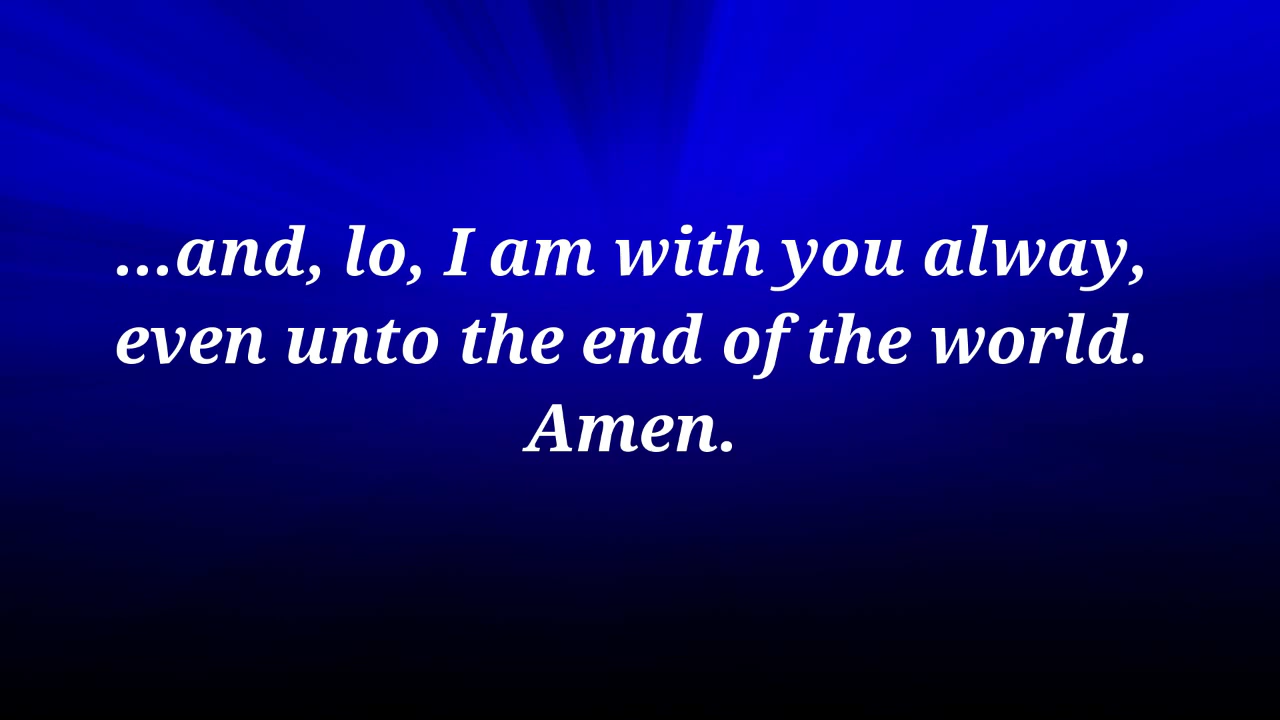 ...and, lo, I am with you alway,
even unto the end of the world.
Amen.